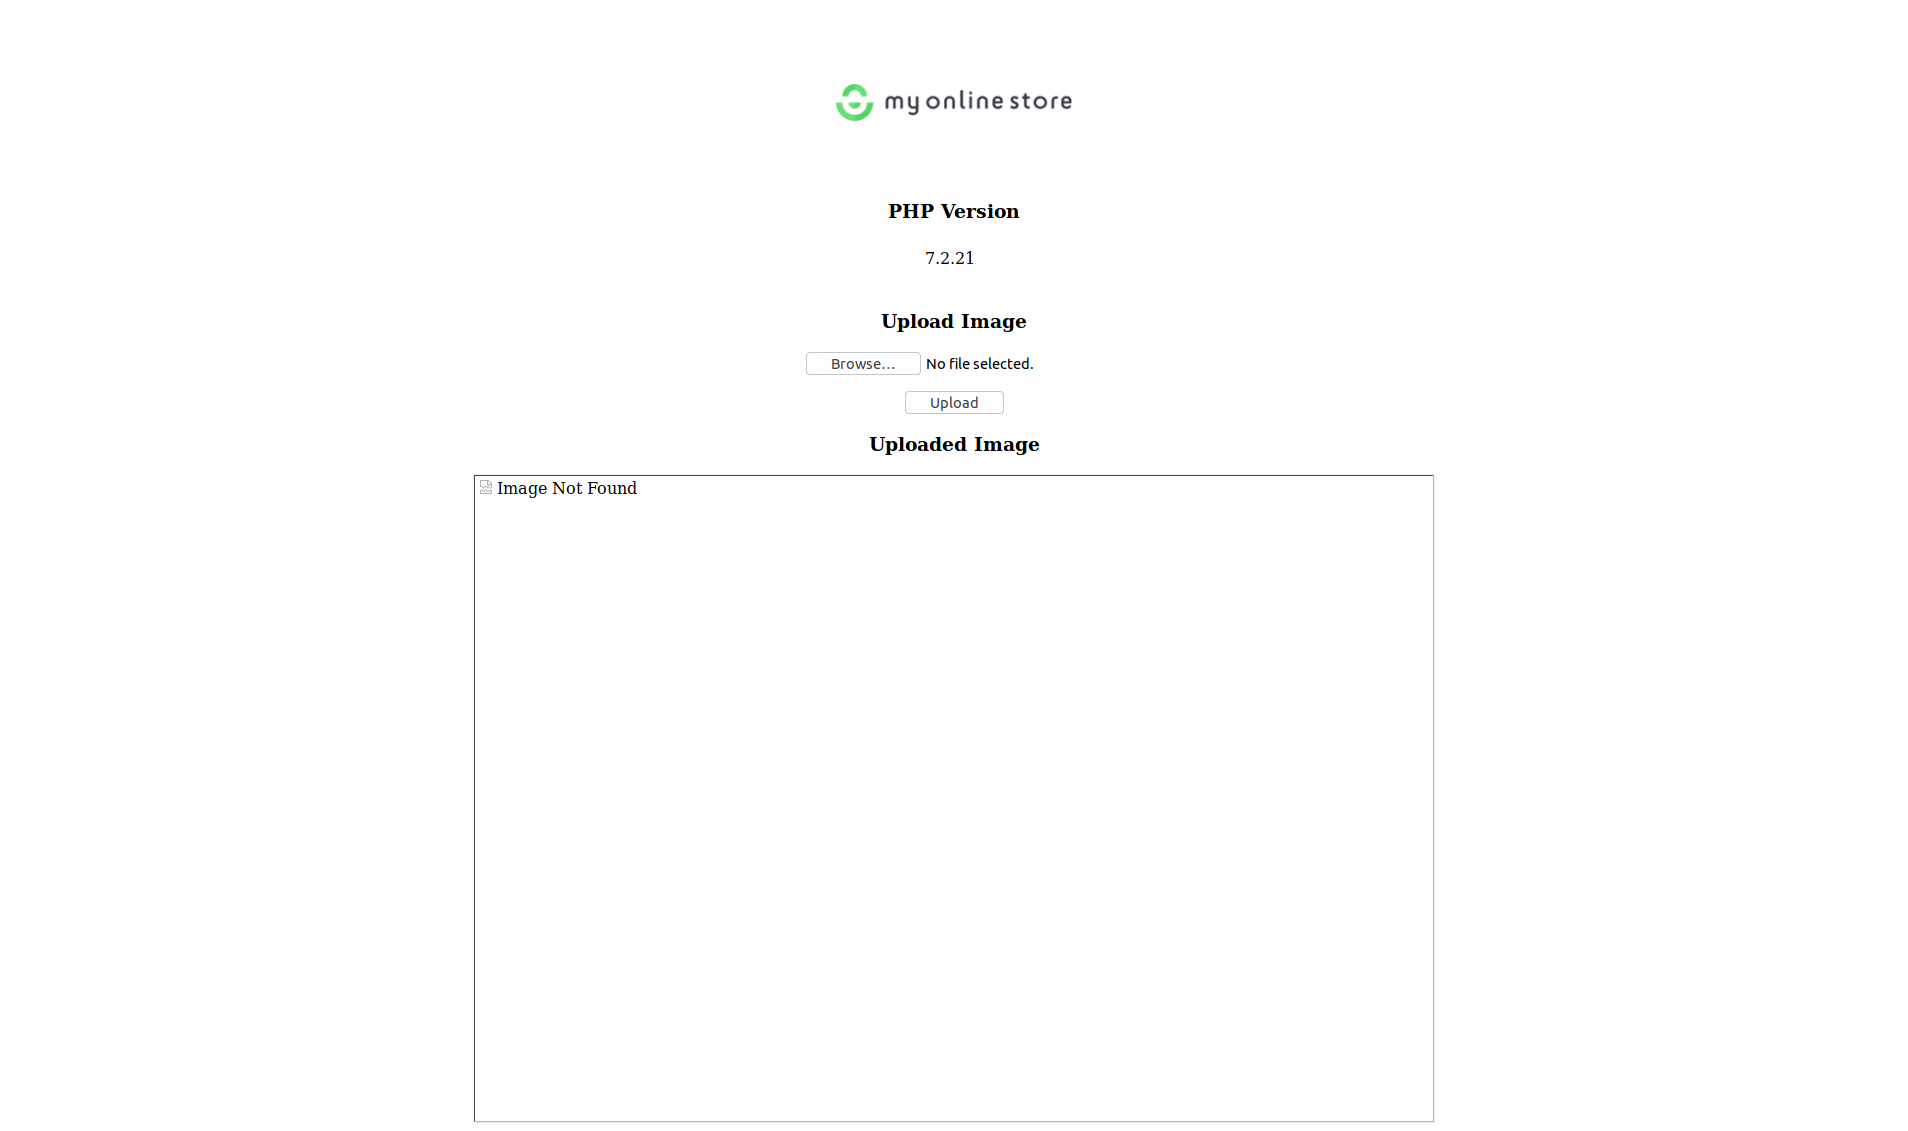 my online store
PHP Version
7.2.21
Upload Image
Browse... No file selected.
Upload
Uploaded Image
Image Not Found